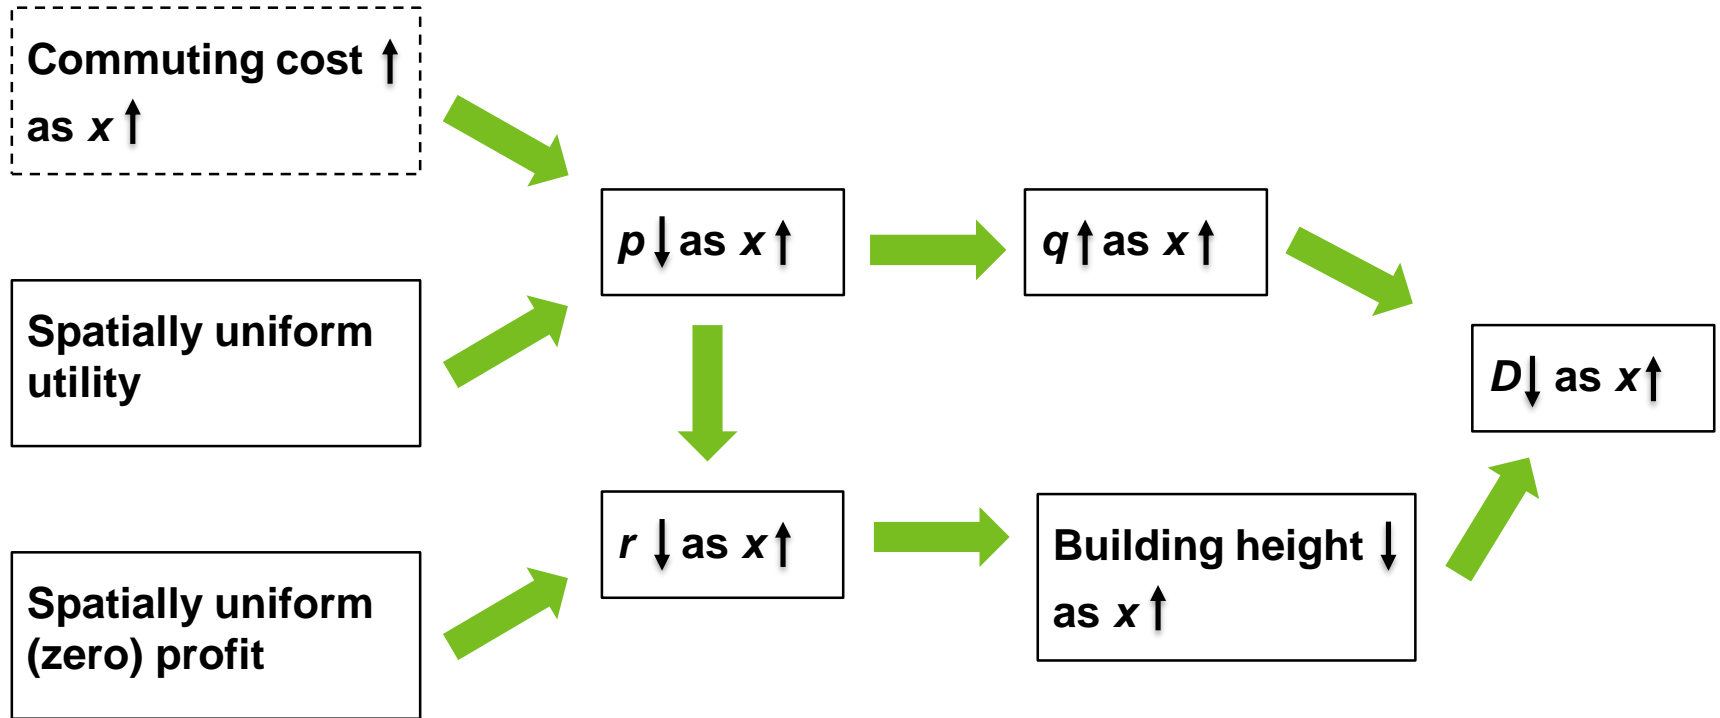 Commuting cost ↑
as x ↑
Spatially uniform
utility
Spatially uniform
(zero) profit
p ↓ as x ↑
r ↓ as x ↑
q ↑ as x ↑
Building height ↓
as x ↑
D ↓ as x ↑